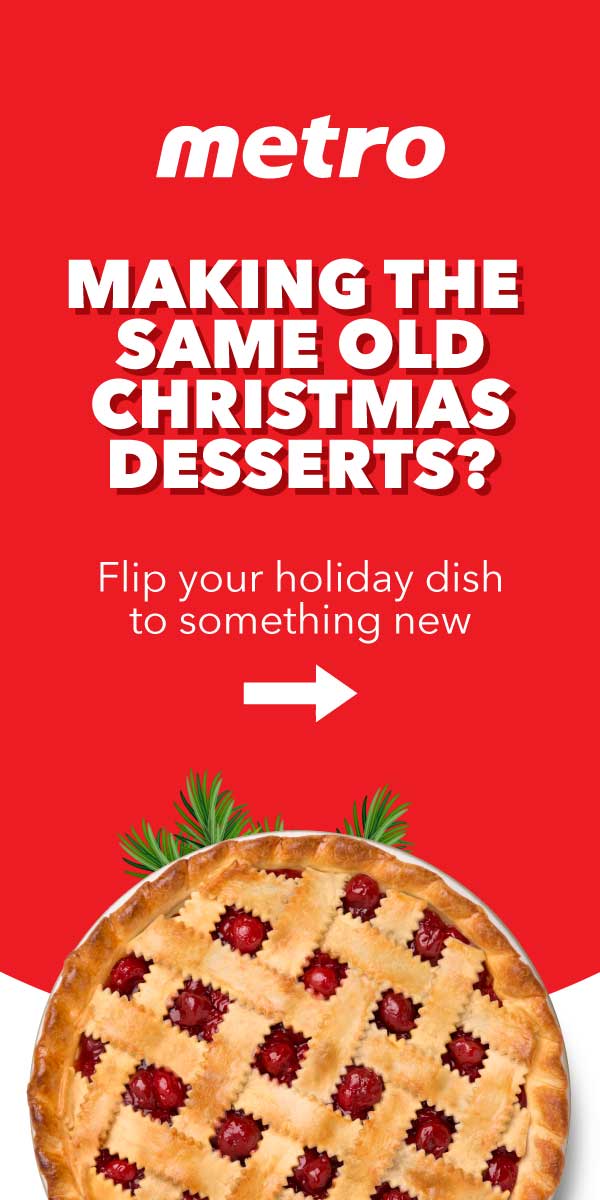 metro
MAKING THE
SAME OLD
CHRISTMAS
DESSERTS?
Flip your holiday dish
to something new